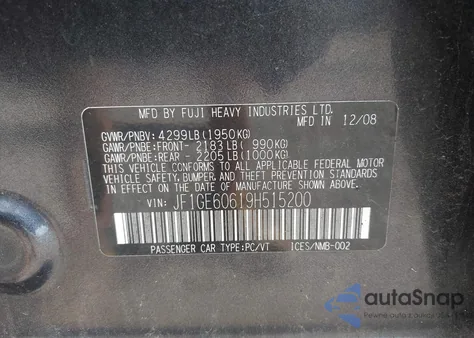 MFD BY FUJI HEAVY INDUSTRIES LTD.
MFD IN 12/08
GVWR/PNBV: 4299LB(1950KG)
GAWR/PNBE:FRONT- 2183LB( 990KG)
GAWR/PNBE:REAR - 2205LB(1000KG)
THIS VEHICLE CONFORMS TO ALL APPLICABLE FEDERAL MOTOR
VEHICLE SAFETY, BUMPER, AND THEFT PREVENTION STANDARDS
IN EFFECT ON THE DATE OF MANUFACTURE SHOWN ABOVE.
VIN: JF1GE60619H515200
PASSENGER CAR TYPE:PC/VT ICES/NMB-002
autoSnap